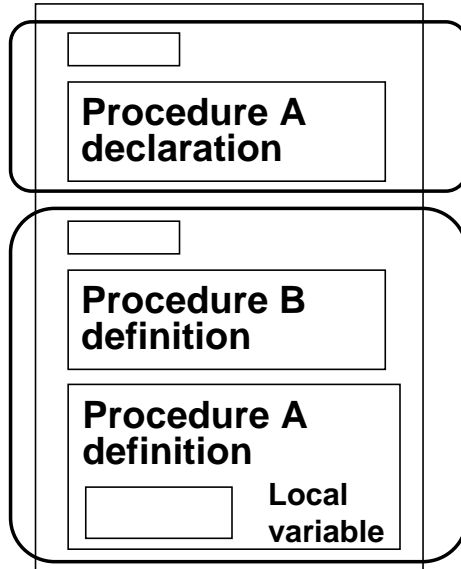 Procedure A
declaration
Procedure B
definition
Procedure A
definition
Local
variable